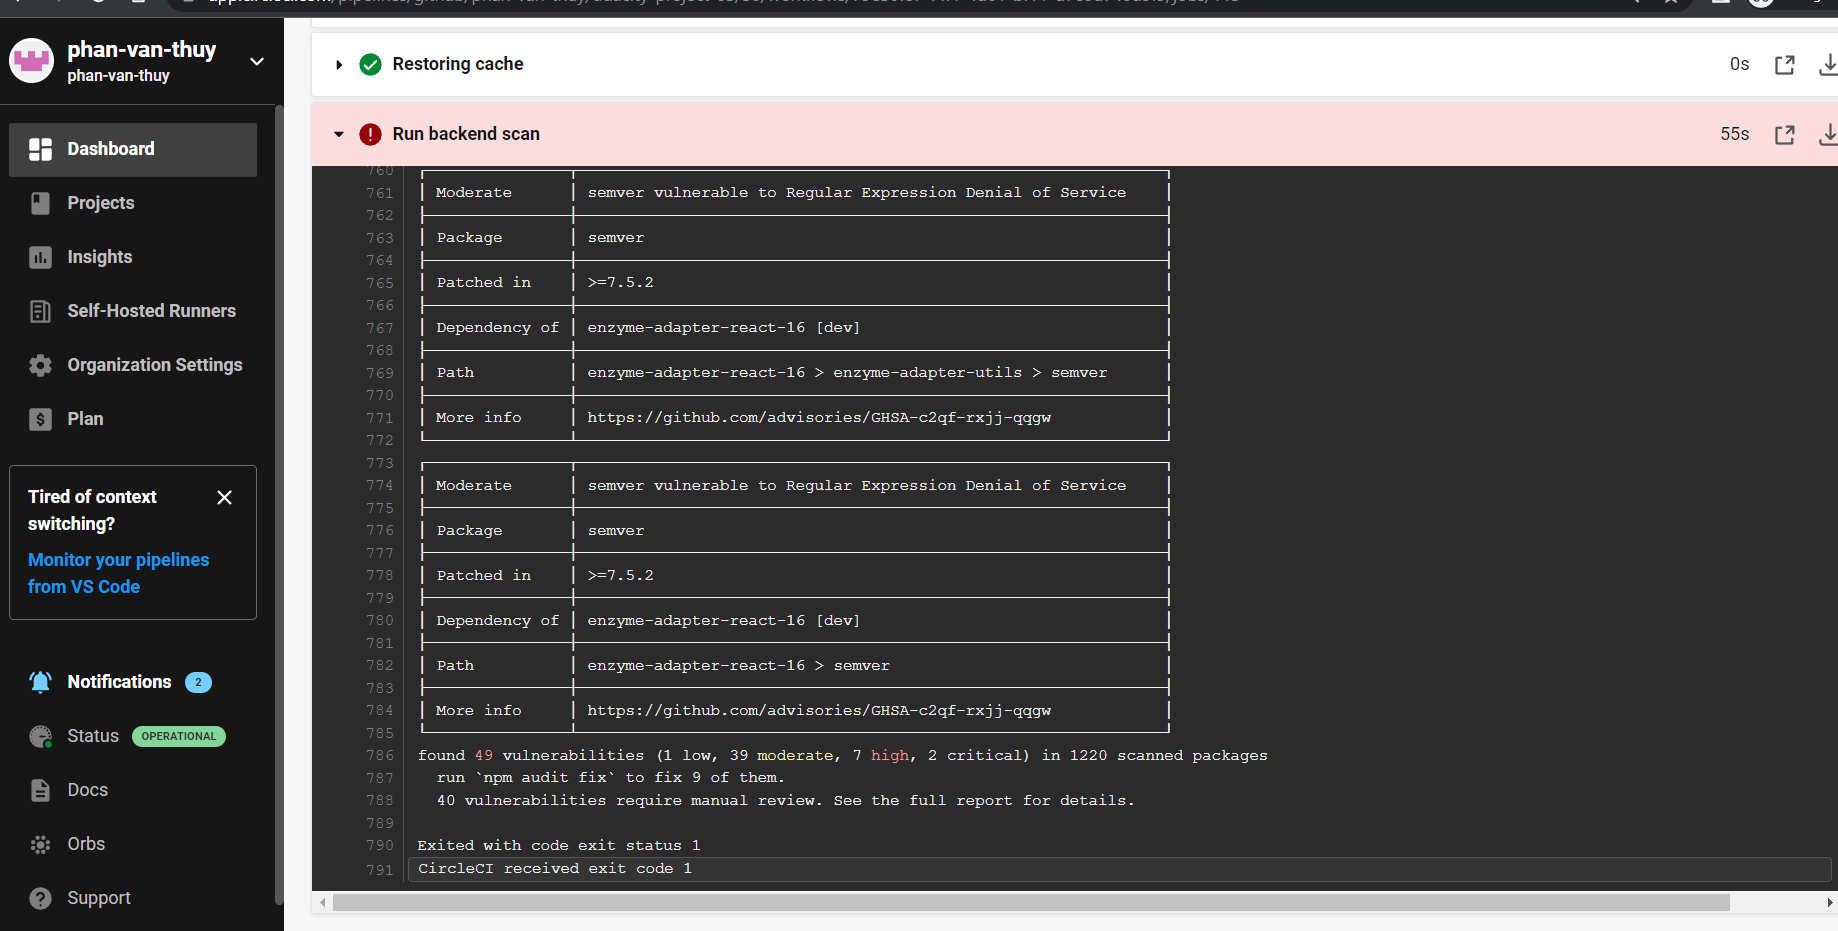 phan-van-thuy
phan-van-thuy
Dashboard
Projects
Insights
Self-Hosted Runners
Organization Settings
Plan
Tired of context
switching?
Monitor your pipelines
from VS Code
Notifications 2
Status OPERATIONAL
Docs
Orbs
Support
Restoring cache 0s
Run backend scan 55s
760
761 Moderate semver vulnerable to Regular Expression Denial of Service
762
763 Package semver
764
765 Patched in >=7.5.2
766
767 Dependency of enzyme-adapter-react-16 [dev]
768
769 Path enzyme-adapter-react-16 > enzyme-adapter-utils > semver
770
771 More info https://github.com/advisories/GHSA-c2qf-rxjj-qqgw
772
773
774 Moderate semver vulnerable to Regular Expression Denial of Service
775
776 Package semver
777
778 Patched in >=7.5.2
779
780 Dependency of enzyme-adapter-react-16 [dev]
781
782 Path enzyme-adapter-react-16 > semver
783
784 More info https://github.com/advisories/GHSA-c2qf-rxjj-qqgw
785
786 found 49 vulnerabilities (1 low, 39 moderate, 7 high, 2 critical) in 1220 scanned packages
787 run `npm audit fix` to fix 9 of them.
788 40 vulnerabilities require manual review. See the full report for details.
789
790 Exited with code exit status 1
791 CircleCI received exit code 1